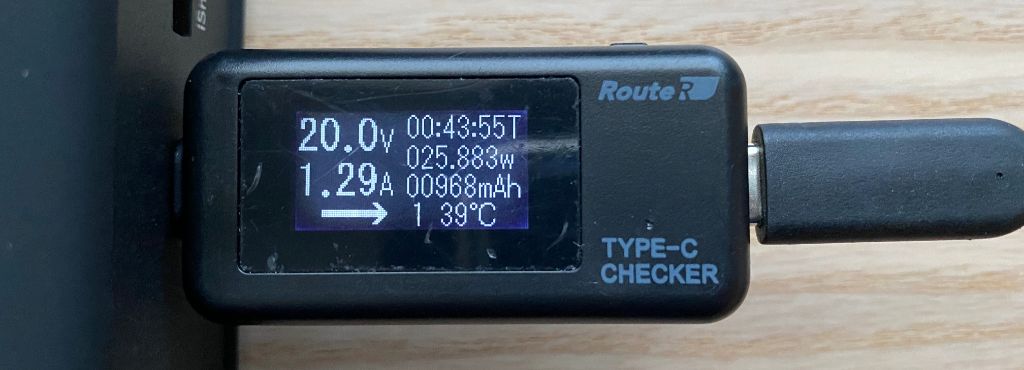 20.0V
1.29A
00:43:55T
025.883w
00968mAh
1 39℃
RouteR
TYPE-C
CHECKER